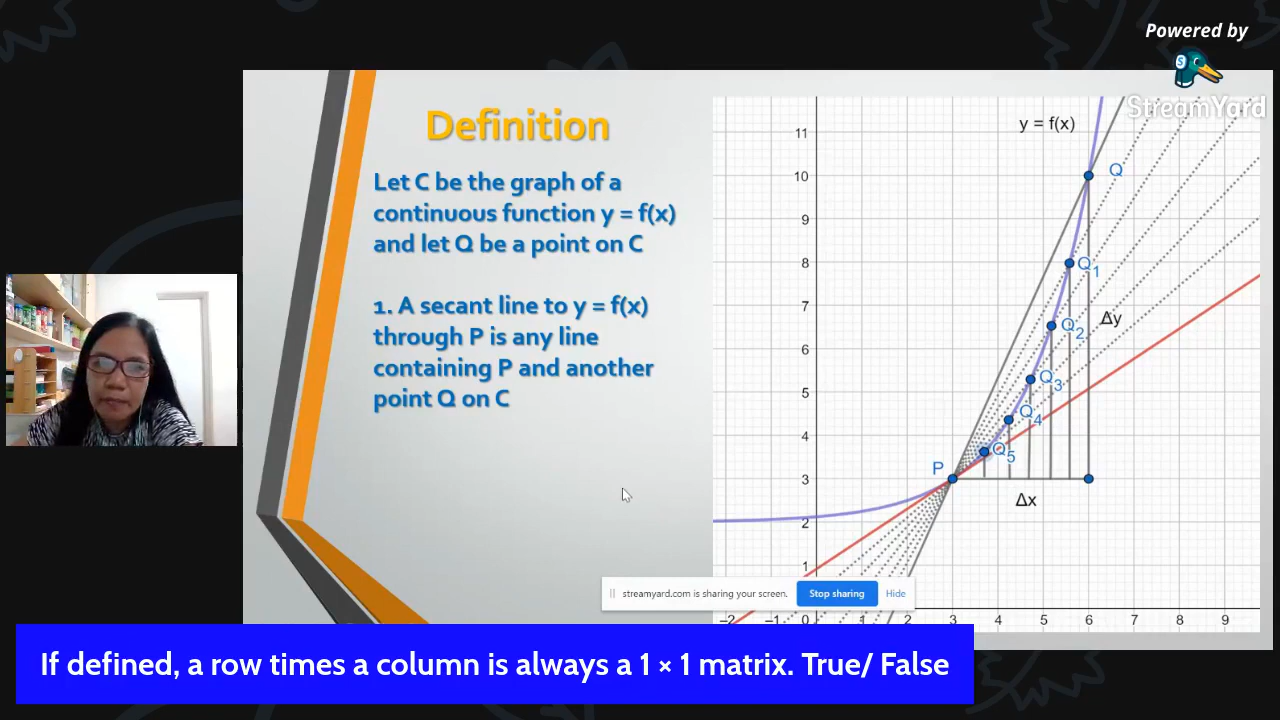 Powered by
StreamYard
Definition
Let C be the graph of a
continuous function y = f(x)
and let Q be a point on C
1. A secant line to y = f(x)
through P is any line
containing P and another
point Q on C
y = f(x)
11
10
9
8
7
6
5
4
3
2
1
Q
Q1
Q2
Q3
Q4
Q5
P
Δy
Δx
-2 -1 0 1 2 3 4 5 6 7 8 9
streamyard.com is sharing your screen. Stop sharing Hide
If defined, a row times a column is always a 1 × 1 matrix. True/ False